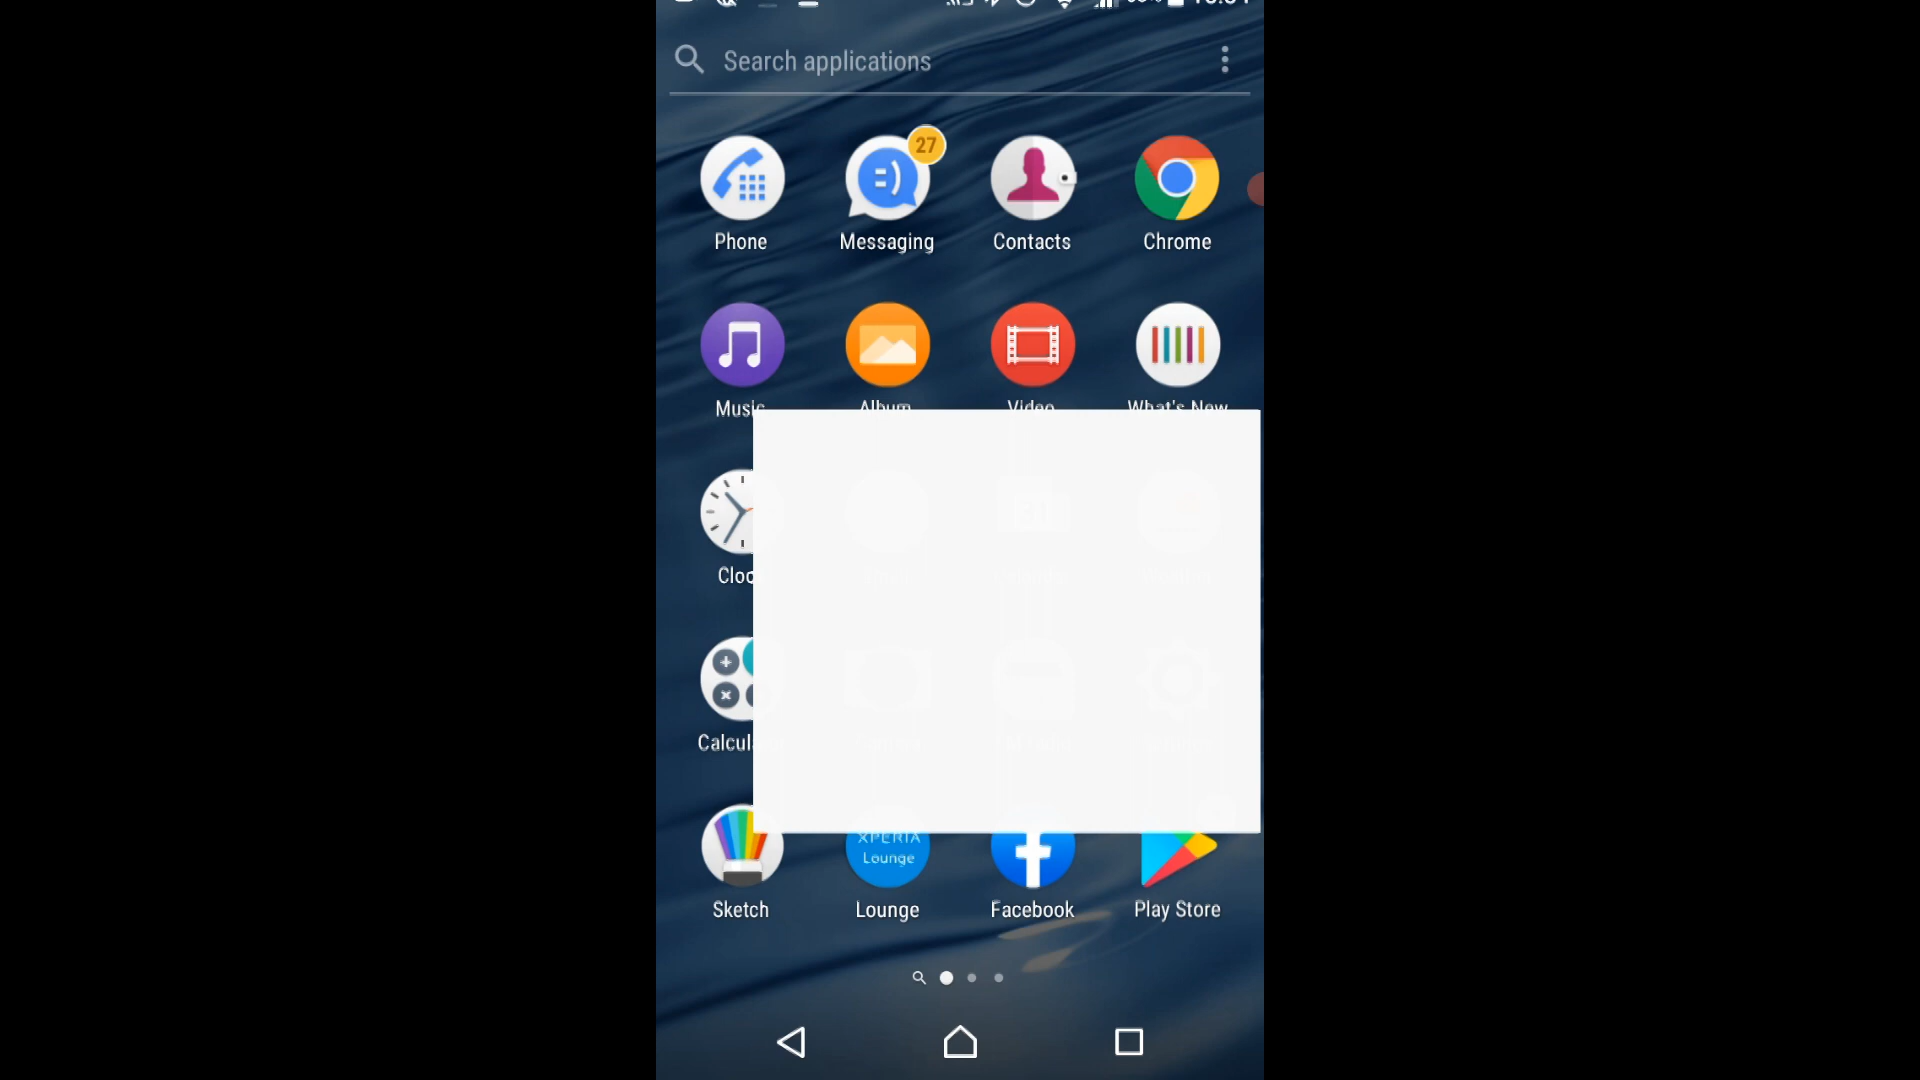 Search applications
27
Phone
Messaging
Contacts
Chrome
Music
Album
Video
What's New
Cloc
Calcul
XPERIA
Lounge
Sketch
Lounge
Facebook
Play Store